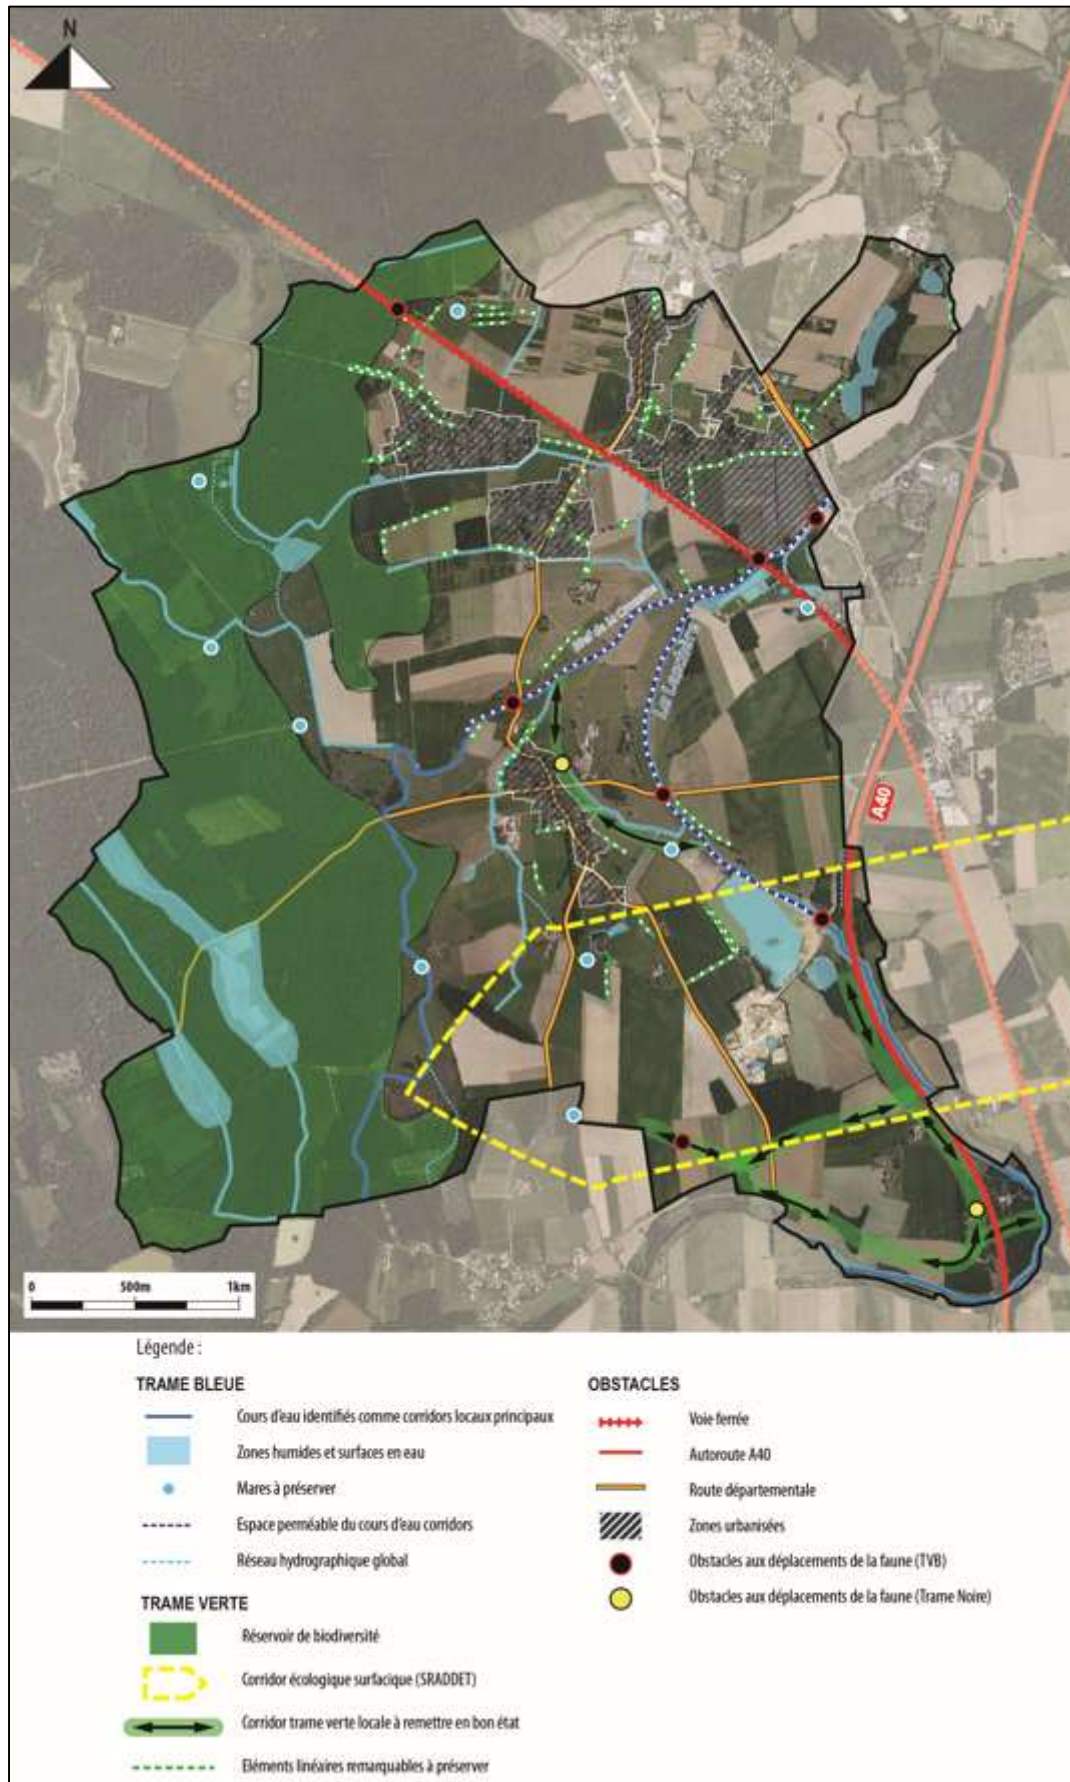 N
A40
0 500m 1km
Légende :
TRAME BLEUE
Cours d'eau identifiés comme corridors locaux principaux
Zones humides et surfaces en eau
Mares à préserver
Espace perméable du cours d'eau corridors
Réseau hydrographique global
TRAME VERTE
Réservoir de biodiversité
Corridor écologique surfacique (SRADDET)
Corridor trame verte locale à remettre en bon état
Eléments linéaires remarquables à préserver
OBSTACLES
Voie ferrée
Autoroute A40
Route départementale
Zones urbanisées
Obstacles aux déplacements de la faune (TVB)
Obstacles aux déplacements de la faune (Trame Noire)